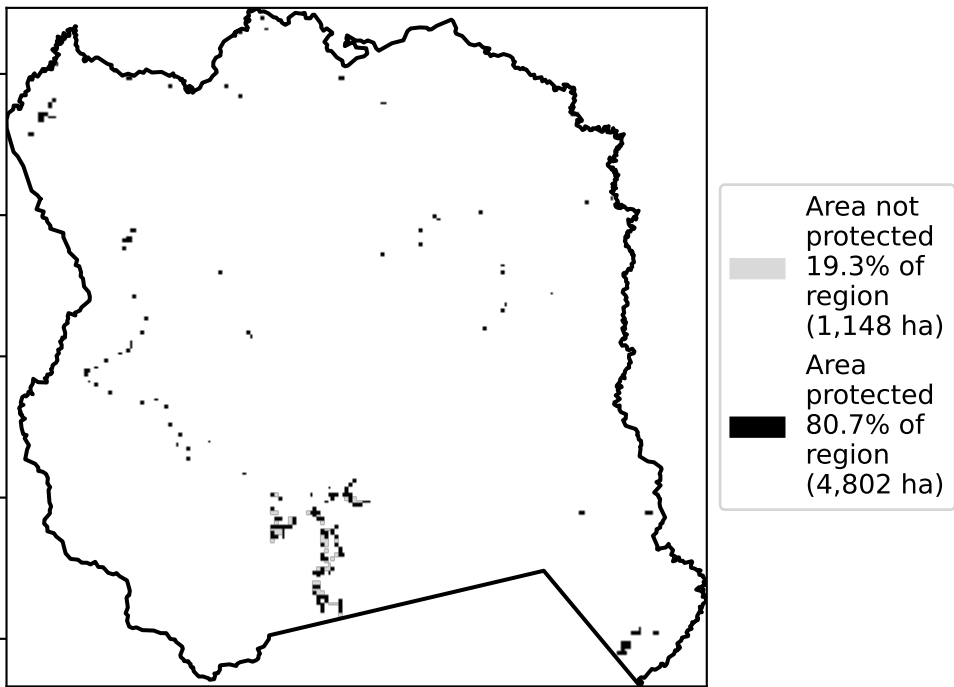 Area not
protected
19.3% of
region
(1,148 ha)
Area
protected
80.7% of
region
(4,802 ha)